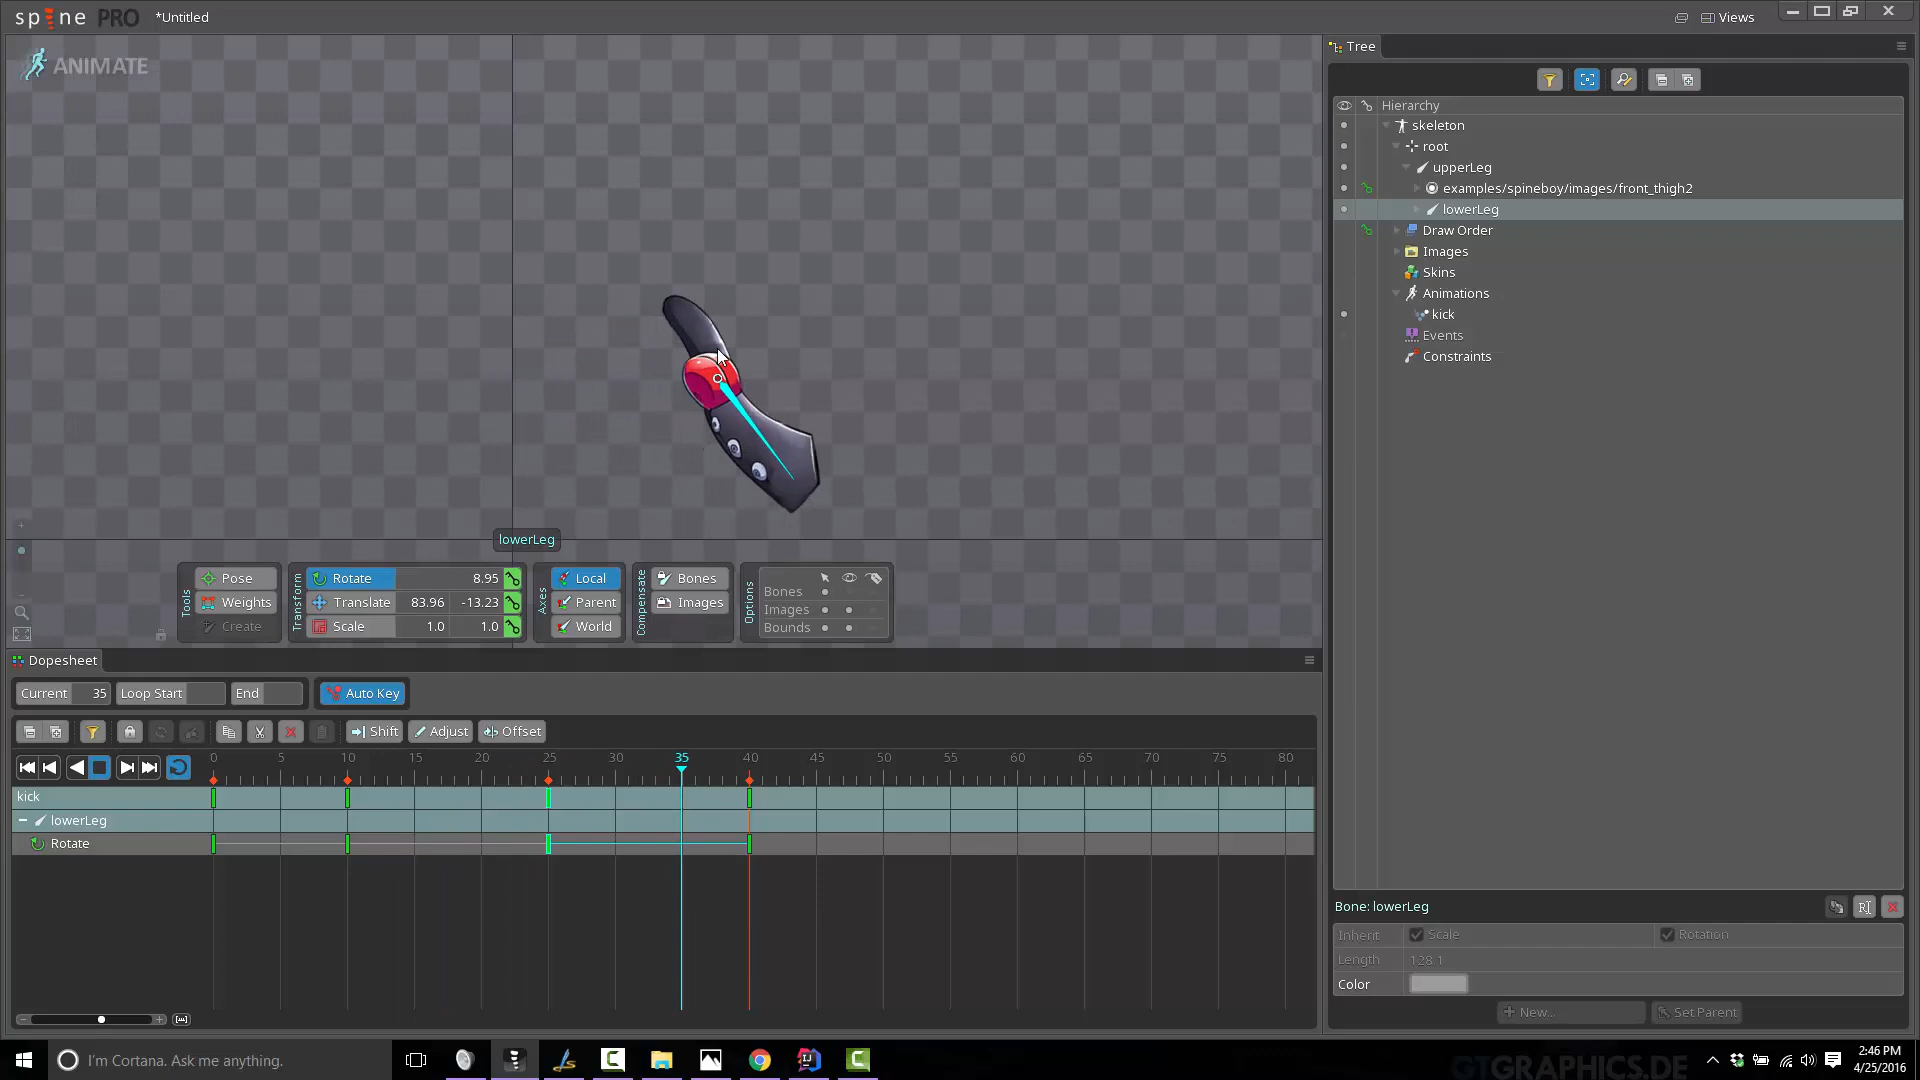 spine PRO *Untitled
Views
ANIMATE
Tree
Hierarchy
skeleton
root
upperLeg
examples/spineboy/images/front_thigh2
lowerLeg
Draw Order
Images
Skins
Animations
kick
Events
Constraints
lowerLeg
Tools
Pose
Weights
Create
Transform
Rotate 8.95
Translate 83.96 -13.23
Scale 1.0 1.0
Axes
Local
Parent
World
Compensate
Bones
Images
Options
Bones
Images
Bounds
Dopesheet
Current 35 Loop Start End Auto Key
Shift Adjust Offset
0 5 10 15 20 25 30 35 40 45 50 55 60 65 70 75 80
kick
lowerLeg
Rotate
Bone: lowerLeg
Inherit Scale Rotation
Length 128.1
Color
New... Set Parent
I'm Cortana. Ask me anything.
GTGRAPHICS.DE
2:46 PM
4/25/2016